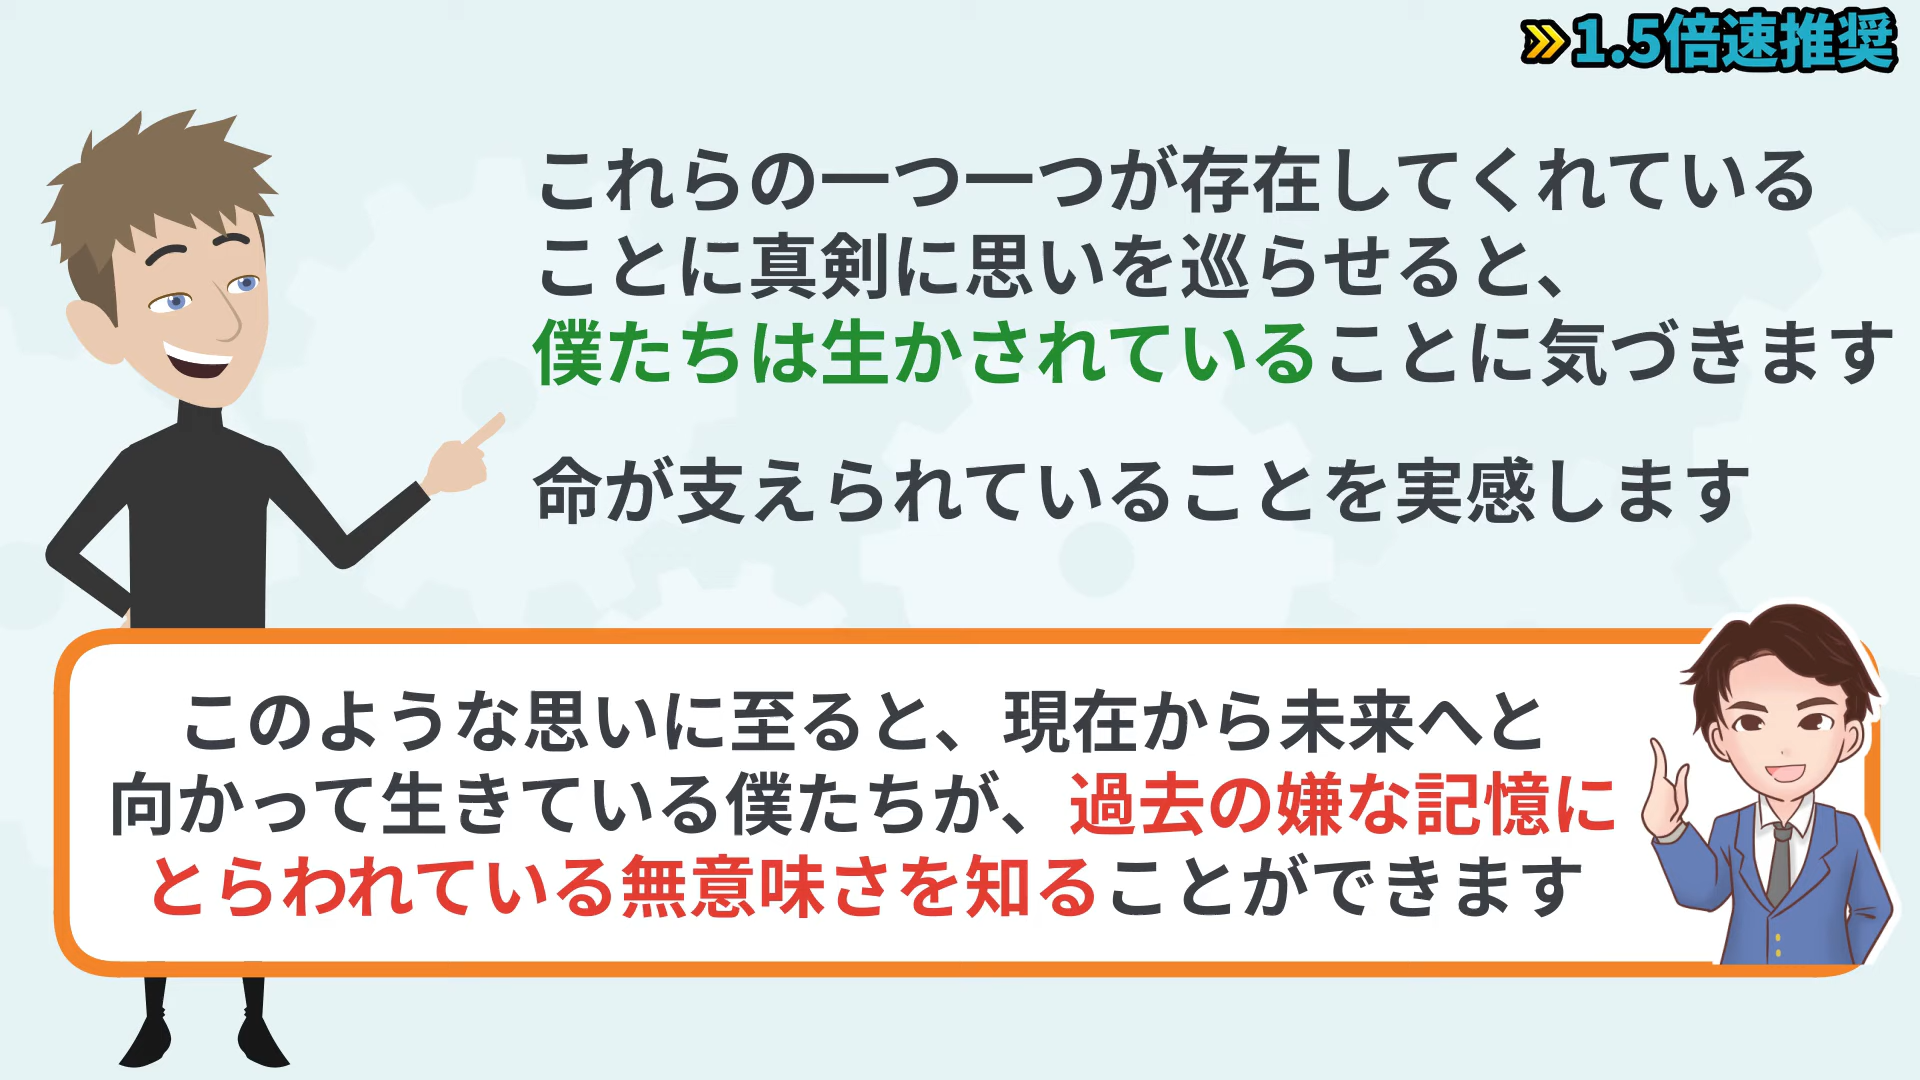 1.5倍速推奨
これらの一つ一つが存在してくれている
ことに真剣に思いを巡らせると、
僕たちは生かされていることに気づきます
命が支えられていることを実感します
このような思いに至ると、現在から未来へと
向かって生きている僕たちが、過去の嫌な記憶に
とらわれている無意味さを知ることができます